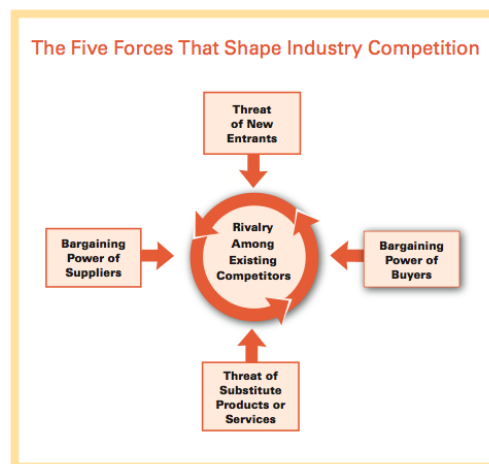 The Five Forces That Shape Industry Competition
Threat
of New
Entrants
Bargaining
Power of
Suppliers
Rivalry
Among
Existing
Competitors
Bargaining
Power of
Buyers
Threat of
Substitute
Products or
Services